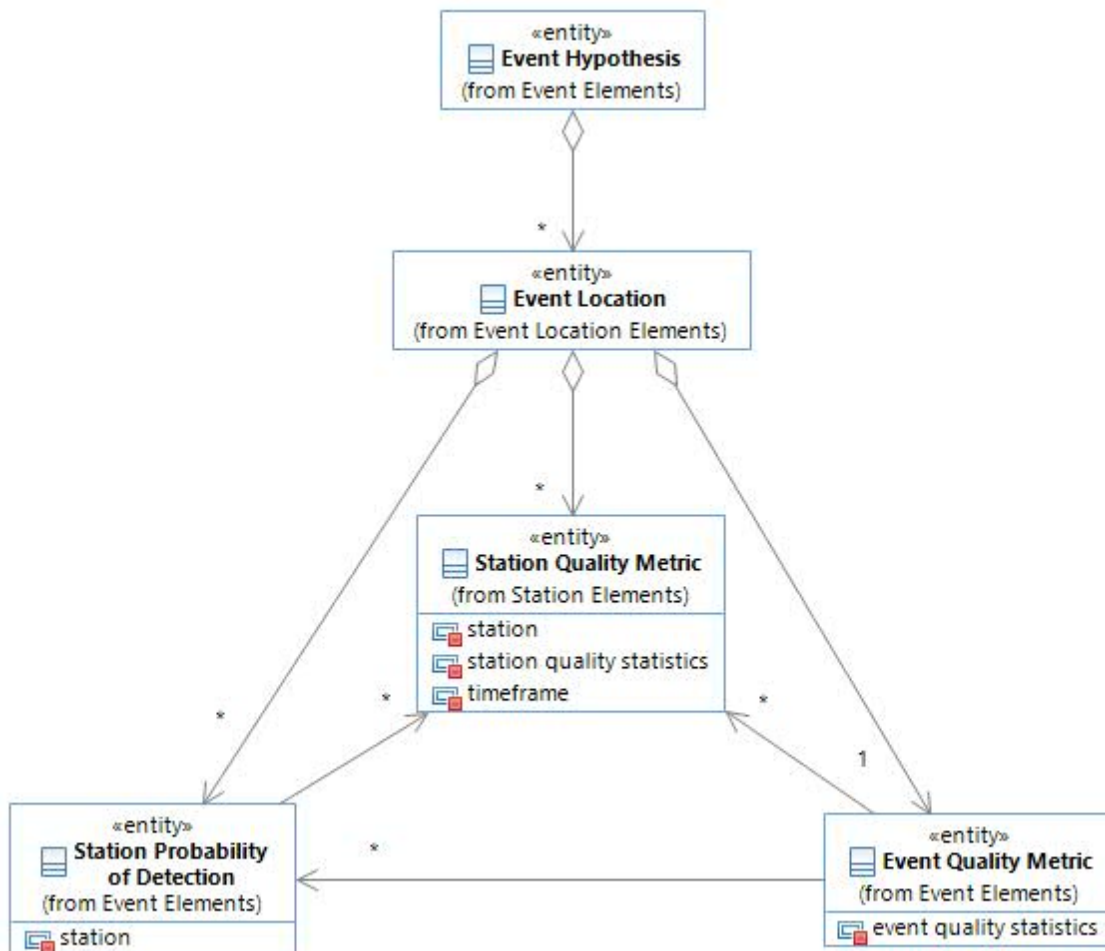 «entity»
Event Hypothesis
(from Event Elements)
*
«entity»
Event Location
(from Event Location Elements)
*
«entity»
Station Quality Metric
(from Station Elements)
station
station quality statistics
timeframe
*
*
*
1
«entity»
Station Probability
of Detection
(from Event Elements)
station
*
«entity»
Event Quality Metric
(from Event Elements)
event quality statistics